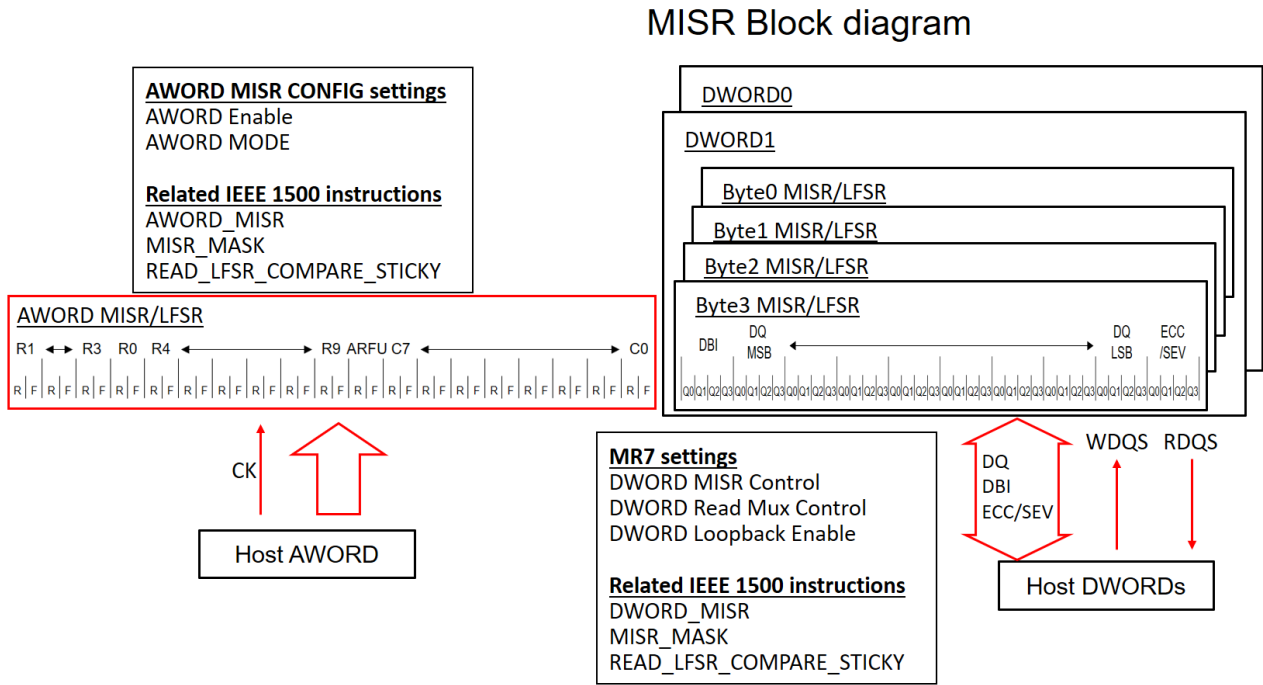 MISR Block diagram
AWORD MISR CONFIG settings
AWORD Enable
AWORD MODE
Related IEEE 1500 instructions
AWORD_MISR
MISR_MASK
READ_LFSR_COMPARE_STICKY
AWORD MISR/LFSR
R1 R3 R0 R4 R9 ARFU C7 C0
R F R F R F R F R F R F R F R F R F R F R F R F R F R F R F R F R F R F R F
CK
Host AWORD
DWORD0
DWORD1
Byte0 MISR/LFSR
Byte1 MISR/LFSR
Byte2 MISR/LFSR
Byte3 MISR/LFSR
DBI
DQ
MSB
DQ
LSB
ECC
/SEV
Q0 Q1 Q2 Q3 Q0 Q1 Q2 Q3 Q0 Q1 Q2 Q3 Q0 Q1 Q2 Q3 Q0 Q1 Q2 Q3 Q0 Q1 Q2 Q3 Q0 Q1 Q2 Q3 Q0 Q1 Q2 Q3 Q0 Q1 Q2 Q3 Q0 Q1 Q2 Q3
MR7 settings
DWORD MISR Control
DWORD Read Mux Control
DWORD Loopback Enable
Related IEEE 1500 instructions
DWORD_MISR
MISR_MASK
READ_LFSR_COMPARE_STICKY
DQ
DBI
ECC/SEV
WDQS RDQS
Host DWORDs